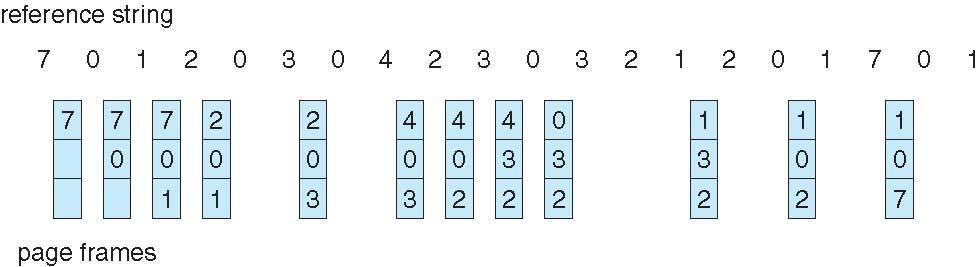 reference string
7 0 1 2 0 3 0 4 2 3 0 3 2 1 2 0 1 7 0 1
7 7 7 2 2 4 4 4 0 1 1 1
0 0 0 0 0 0 3 3 3 0 0
1 1 3 3 2 2 2 2 2 7
page frames